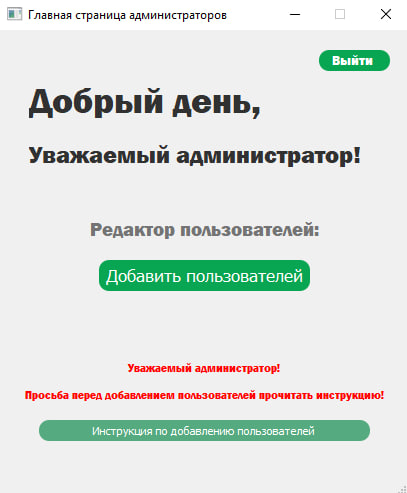 Главная страница администраторов
Выйти
Добрый день,
Уважаемый администратор!
Редактор пользователей:
Добавить пользователей
Уважаемый администратор!
Просьба перед добавлением пользователей прочитать инструкцию!
Инструкция по добавлению пользователей